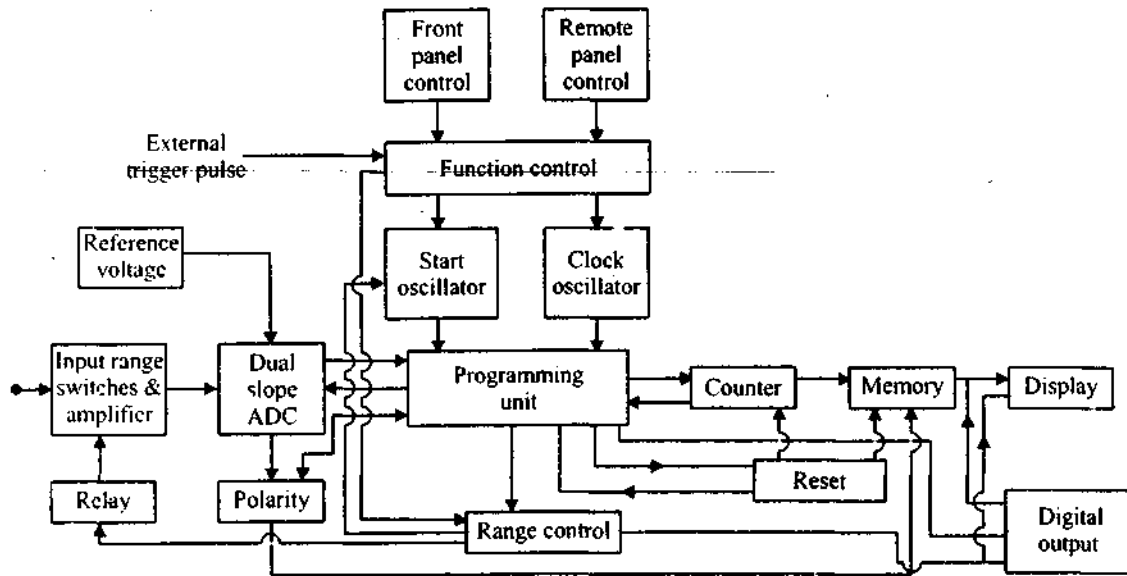 Front
panel
control
Remote
panel
control
External
trigger pulse
Function control
Reference
voltage
Start
oscillator
Clock
oscillator
Input range
switches &
amplifier
Dual
slope
ADC
Programming
unit
Counter
Memory
Display
Relay
Polarity
Reset
Range control
Digital
output